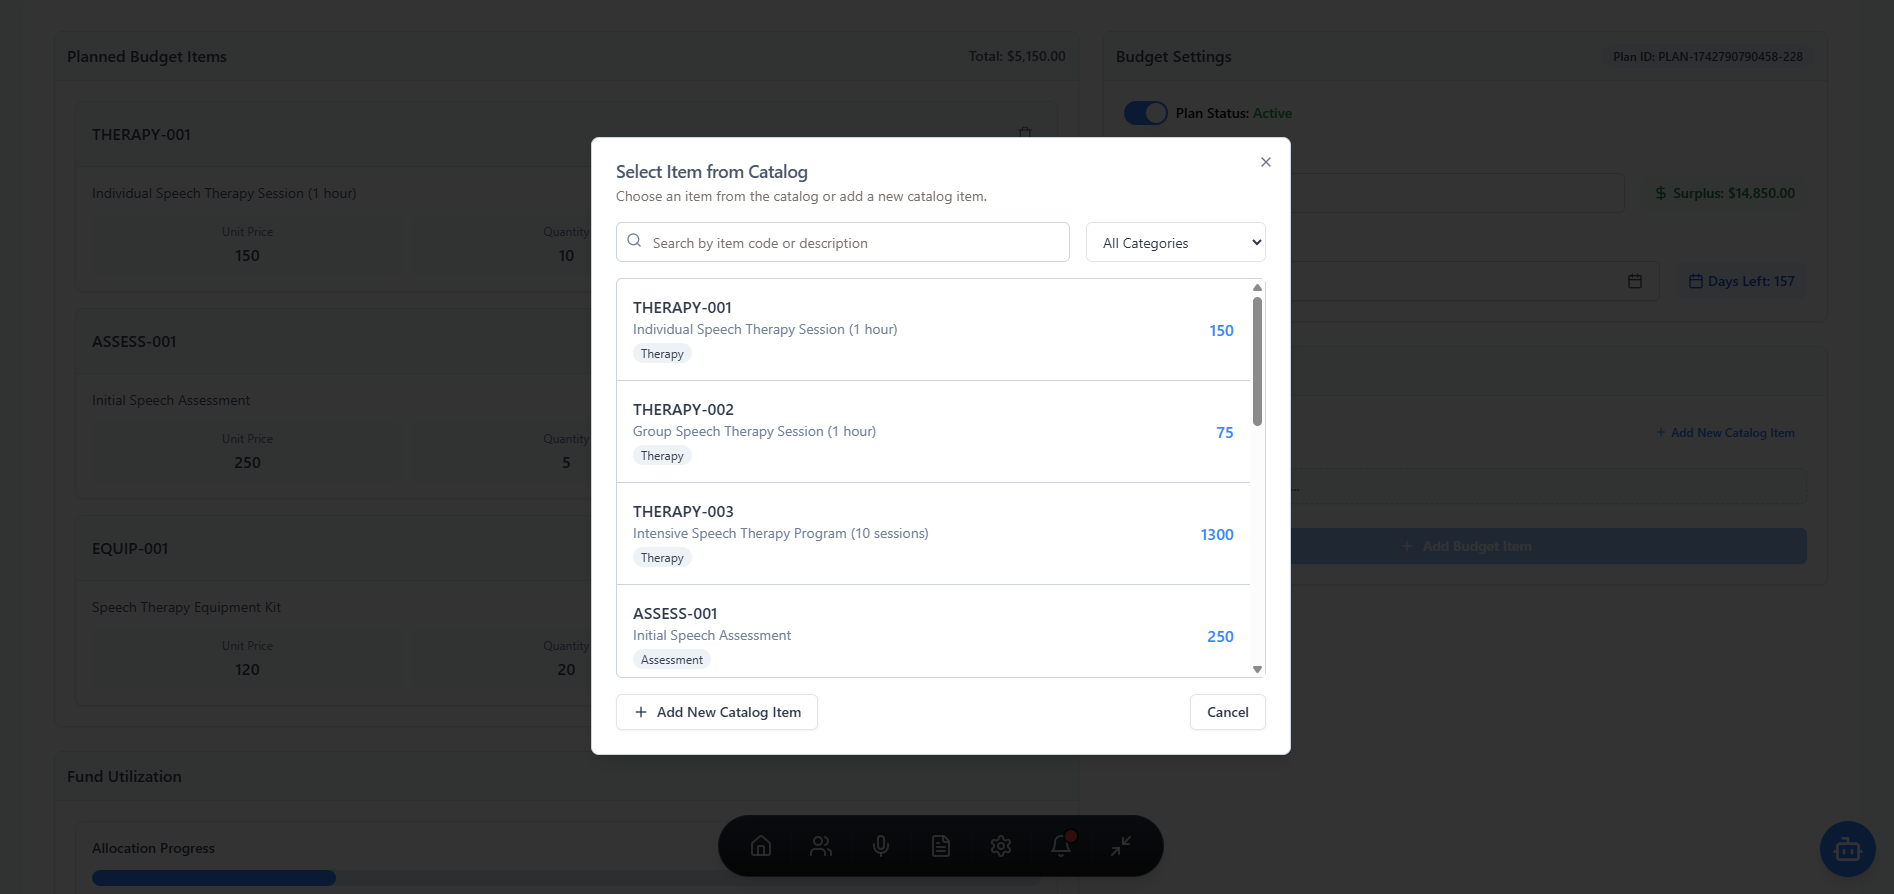 Planned Budget Items
Total: $5,150.00
THERAPY-001
Individual Speech Therapy Session (1 hour)
Unit Price
150
Quantity
10
ASSESS-001
Initial Speech Assessment
Unit Price
250
Quantity
5
EQUIP-001
Speech Therapy Equipment Kit
Unit Price
120
Quantity
20
Fund Utilization
Allocation Progress
Budget Settings
Plan ID: PLAN-1742790790458-228
Plan Status: Active
$ Surplus: $14,850.00
Days Left: 157
+ Add New Catalog Item
...
+ Add Budget Item
Select Item from Catalog
Choose an item from the catalog or add a new catalog item.
Search by item code or description
All Categories
THERAPY-001
Individual Speech Therapy Session (1 hour)
Therapy
150
THERAPY-002
Group Speech Therapy Session (1 hour)
Therapy
75
THERAPY-003
Intensive Speech Therapy Program (10 sessions)
Therapy
1300
ASSESS-001
Initial Speech Assessment
Assessment
250
+ Add New Catalog Item
Cancel